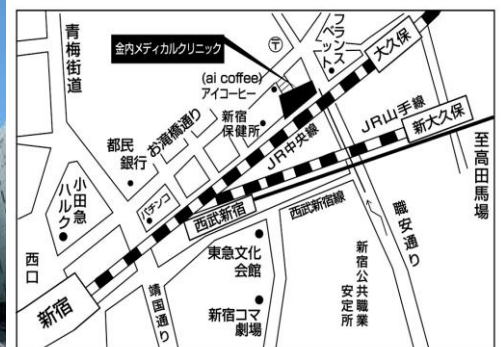 青梅街道
金内メディカルクリニック
〒
フランス
ベット
大久保
(ai coffee)
アイコーヒー
お滝橋通り
新宿
保健所
JR中央線
JR山手線
新大久保
至高田馬場
都民
銀行
小田急
ハルク
パチンコ
西武新宿
西武新宿線
職安通り
西口
新宿
東急文化
会館
靖国通り
新宿コマ
劇場
新宿公共職業
安定所